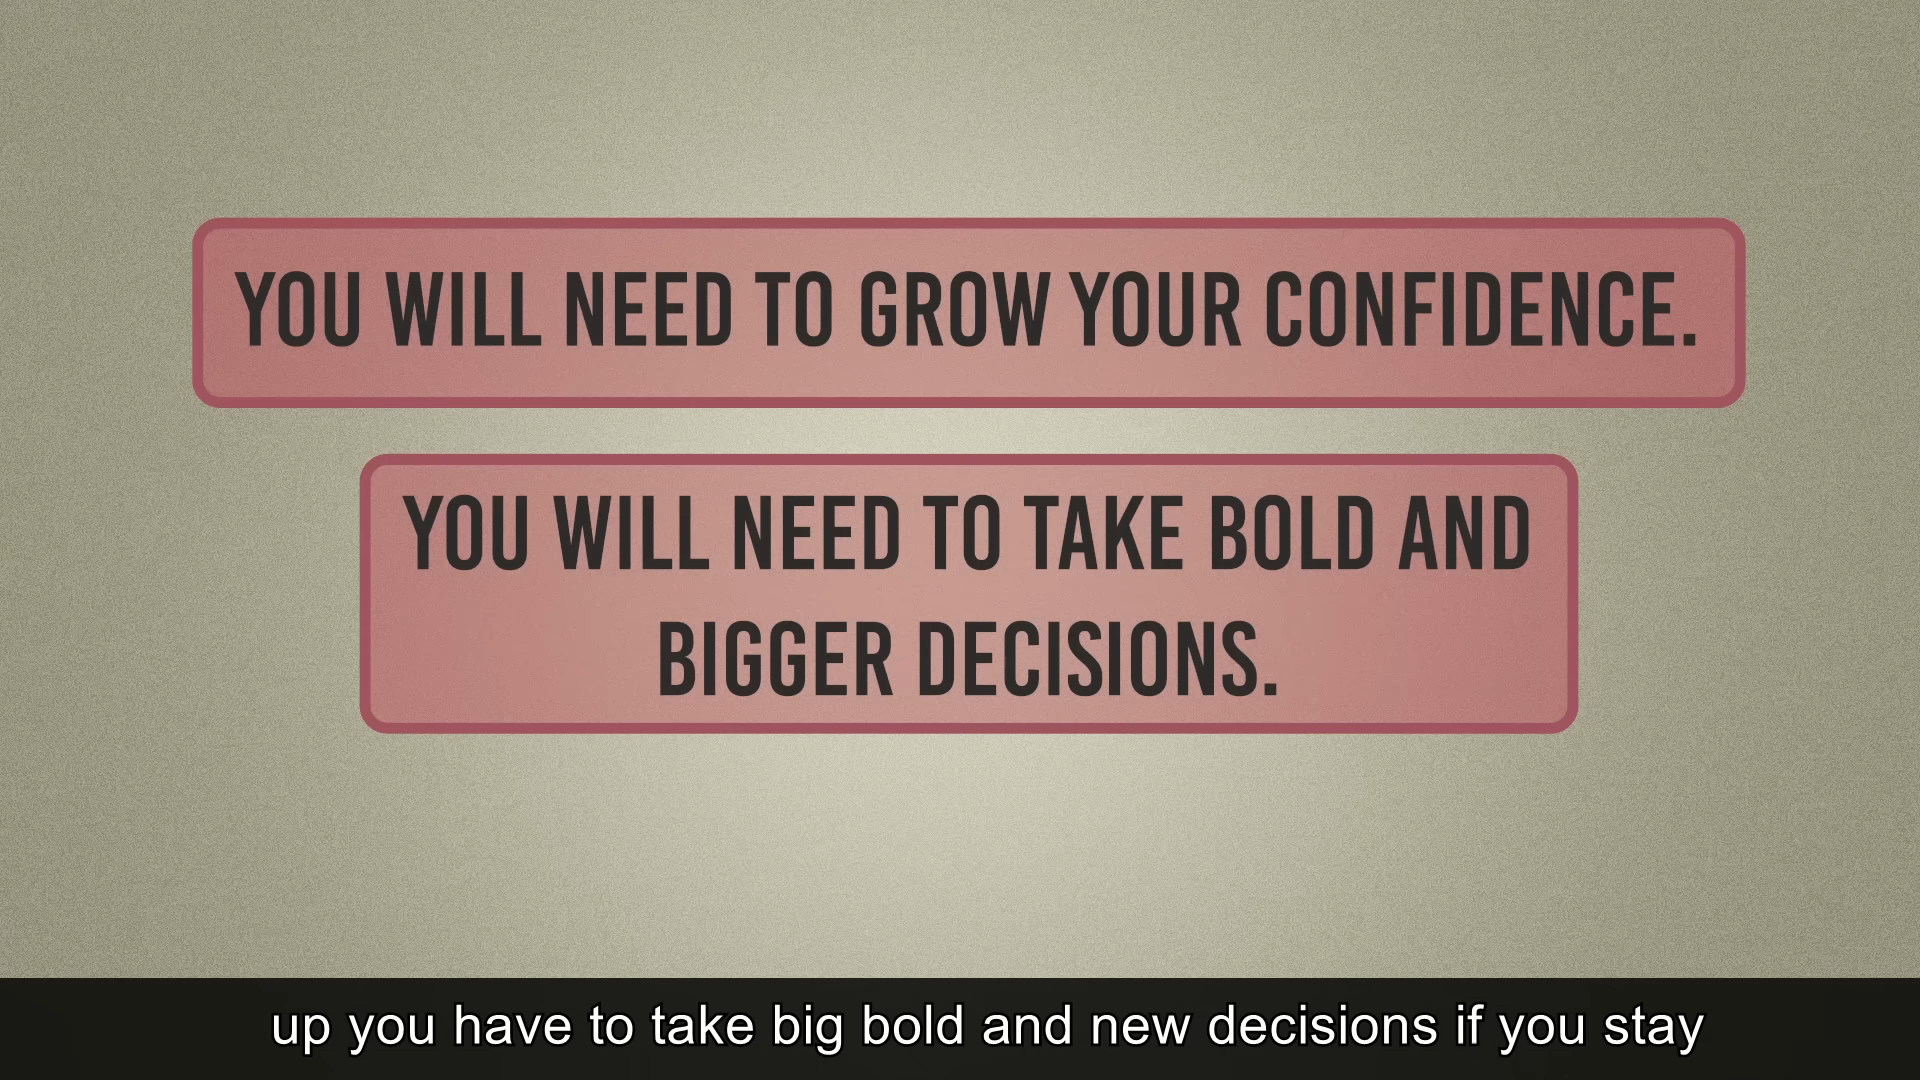 YOU WILL NEED TO GROW YOUR CONFIDENCE.
YOU WILL NEED TO TAKE BOLD AND
BIGGER DECISIONS.
up you have to take big bold and new decisions if you stay